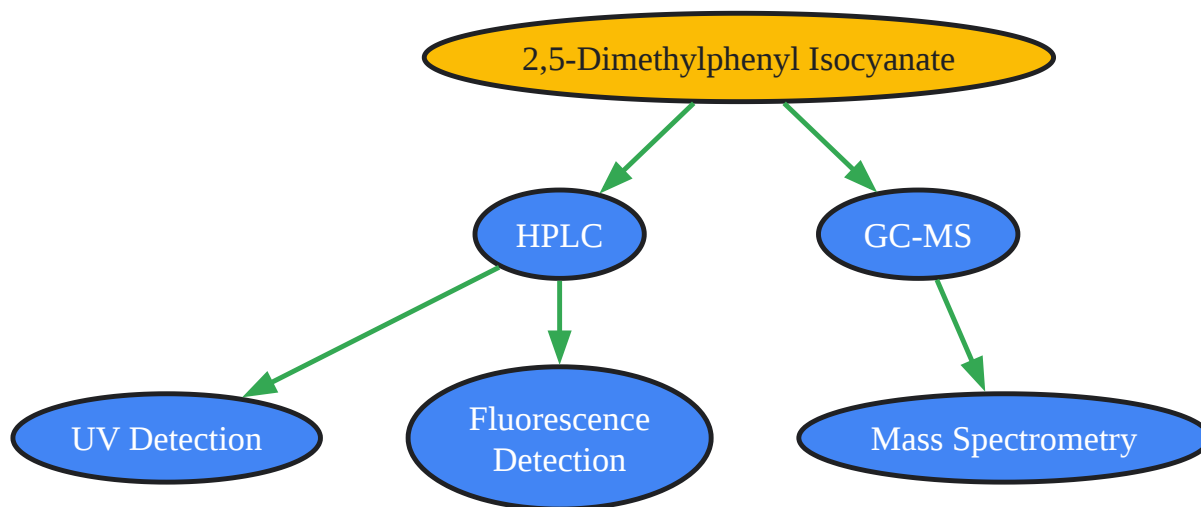 2,5-Dimethylphenyl Isocyanate
HPLC
GC-MS
UV Detection
Fluorescence
Detection
Mass Spectrometry